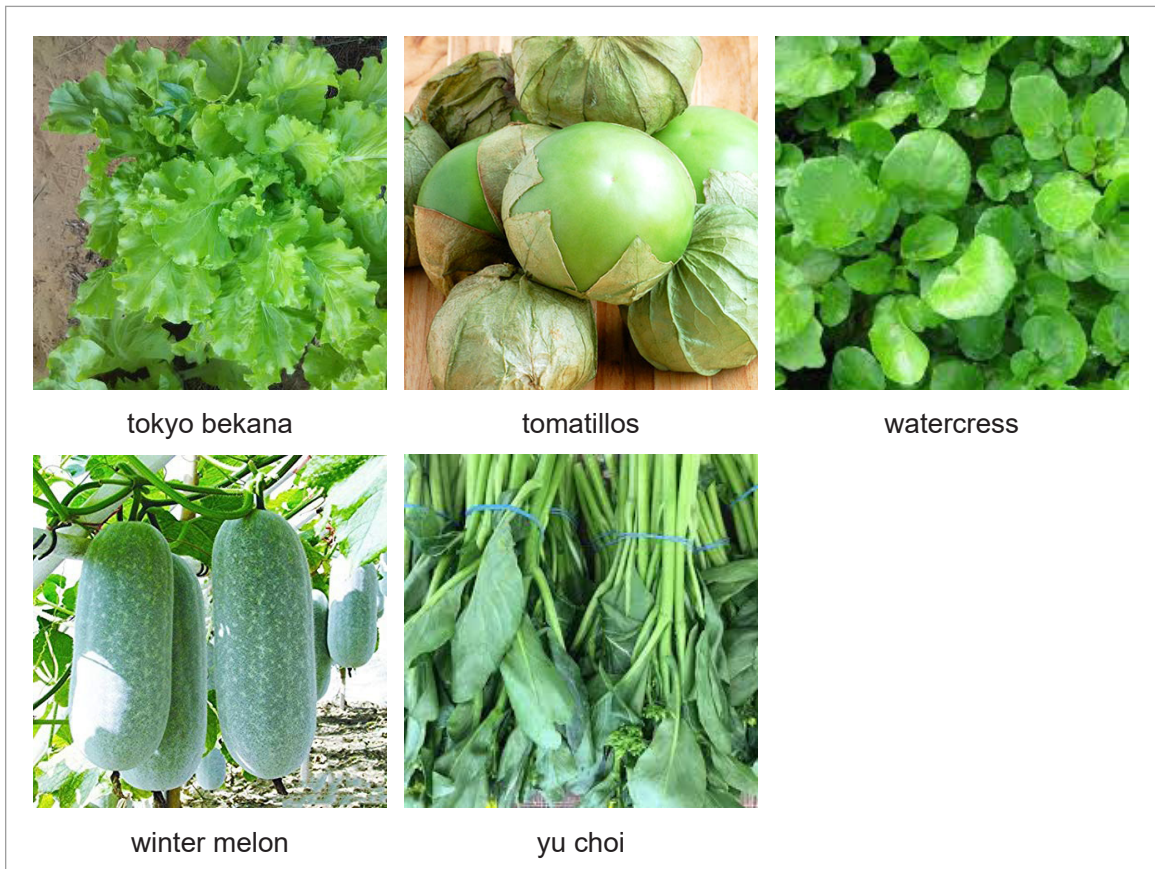 tokyo bekana
tomatillos
watercress
winter melon
yu choi